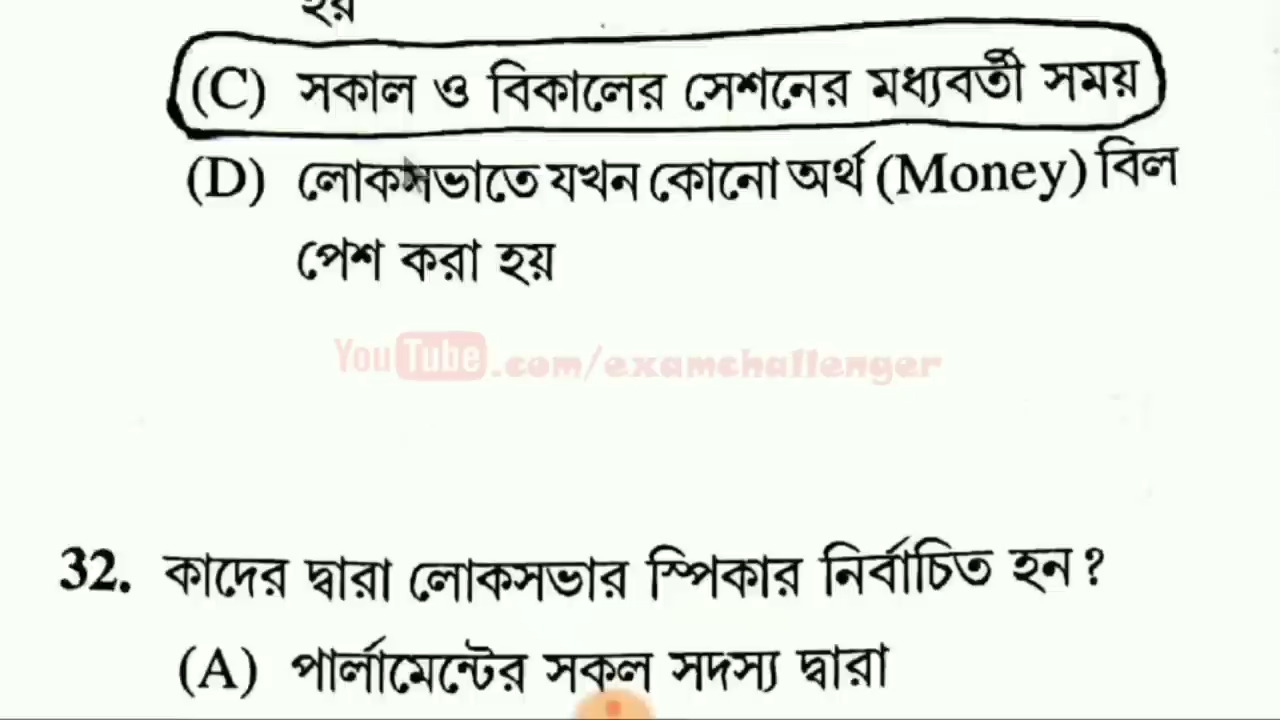 হয়
(C) সকাল ও বিকালের সেশনের মধ্যবর্তী সময়
(D) লোকসভাতে যখন কোনো অর্থ (Money) বিল
পেশ করা হয়
YouTube.com/examchallenger
32. কাদের দ্বারা লোকসভার স্পিকার নির্বাচিত হন?
(A) পার্লামেন্টের সকল সদস্য দ্বারা